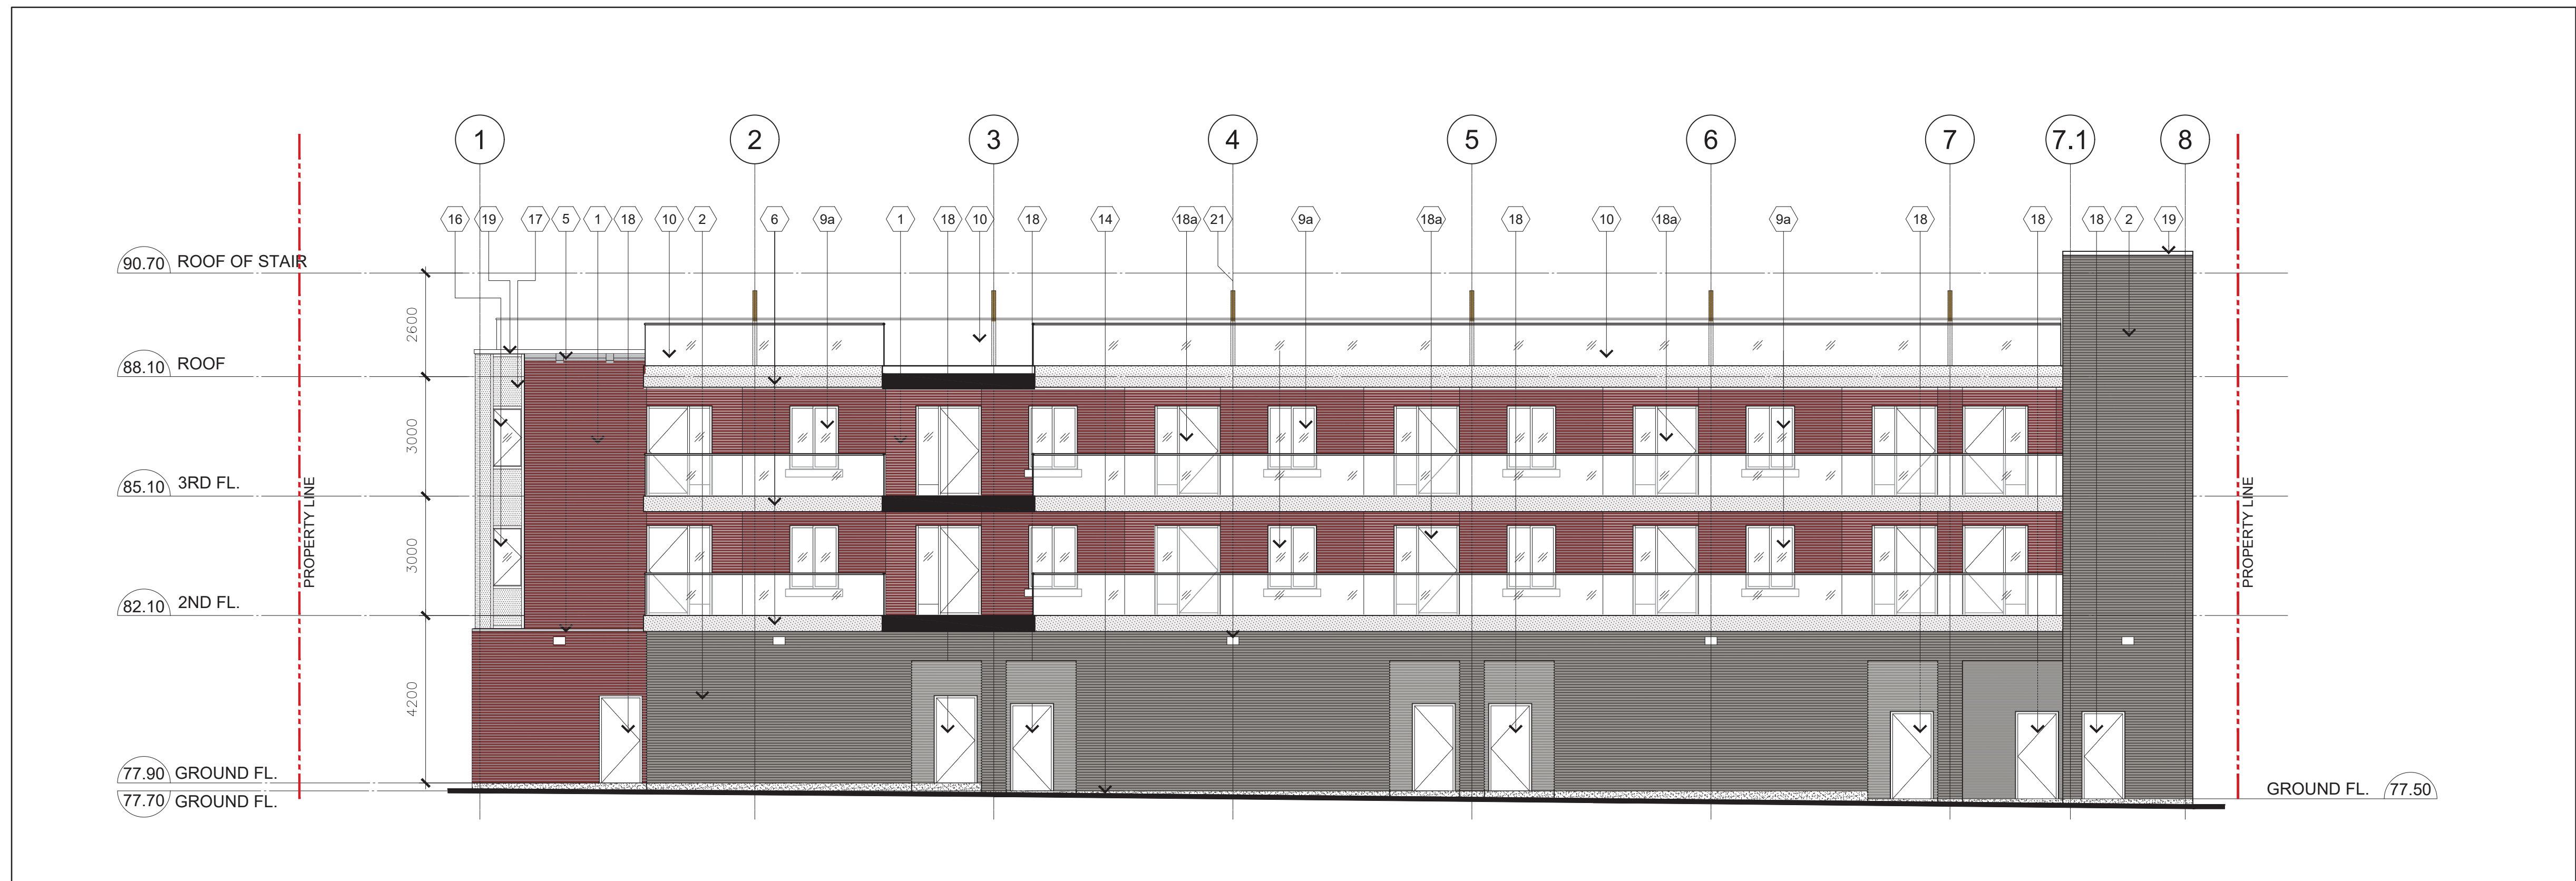 1 2 3 4 5 6 7 7.1 8
16 19 17 5 1 18 10 2 6 9a 1 18 10 18 14 18a 21 9a 18a 18 10 18a 9a 18 18 18 2 19
90.70 ROOF OF STAIR
2600
88.10 ROOF
3000
85.10 3RD FL.
PROPERTY LINE
PROPERTY LINE
3000
82.10 2ND FL.
4200
77.90 GROUND FL.
77.70 GROUND FL.
GROUND FL. 77.50